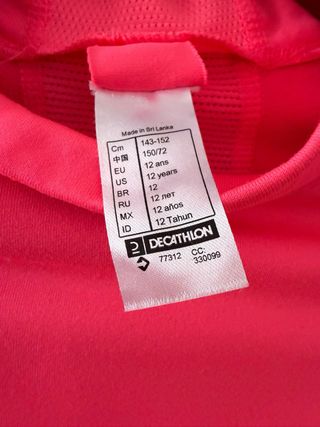 Made in Sri Lanka
Cm 143-152
中国 150/72
EU 12 ans
US 12 years
BR 12
RU 12 лет
MX 12 años
ID 12 Tahun
DECATHLON
77312 CC: 330099